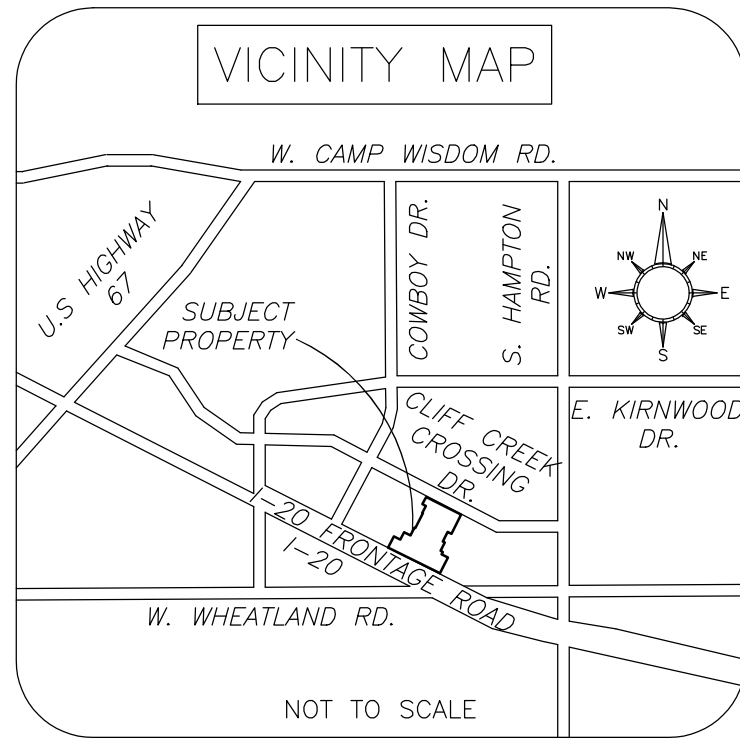 VICINITY MAP
W. CAMP WISDOM RD.
U.S HIGHWAY
67
SUBJECT
PROPERTY
COWBOY DR.
S. HAMPTON
RD.
N
NW
NE
W
E
SW
SE
S
CLIFF CREEK
CROSSING
DR.
E. KIRNWOOD
DR.
I-20 FRONTAGE ROAD
I-20
W. WHEATLAND RD.
NOT TO SCALE